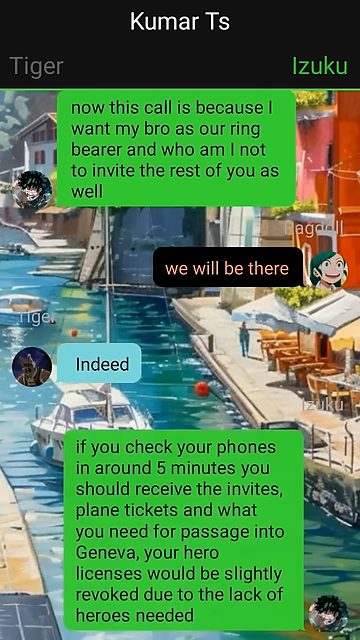 Kumar Ts
Tiger
Izuku
now this call is because I
want my bro as our ring
bearer and who am I not
to invite the rest of you as
well
Ragdoll
we will be there
Tiger
Indeed
Izuku
if you check your phones
in around 5 minutes you
should receive the invites,
plane tickets and what
you need for passage into
Geneva, your hero
licenses would be slightly
revoked due to the lack of
heroes needed